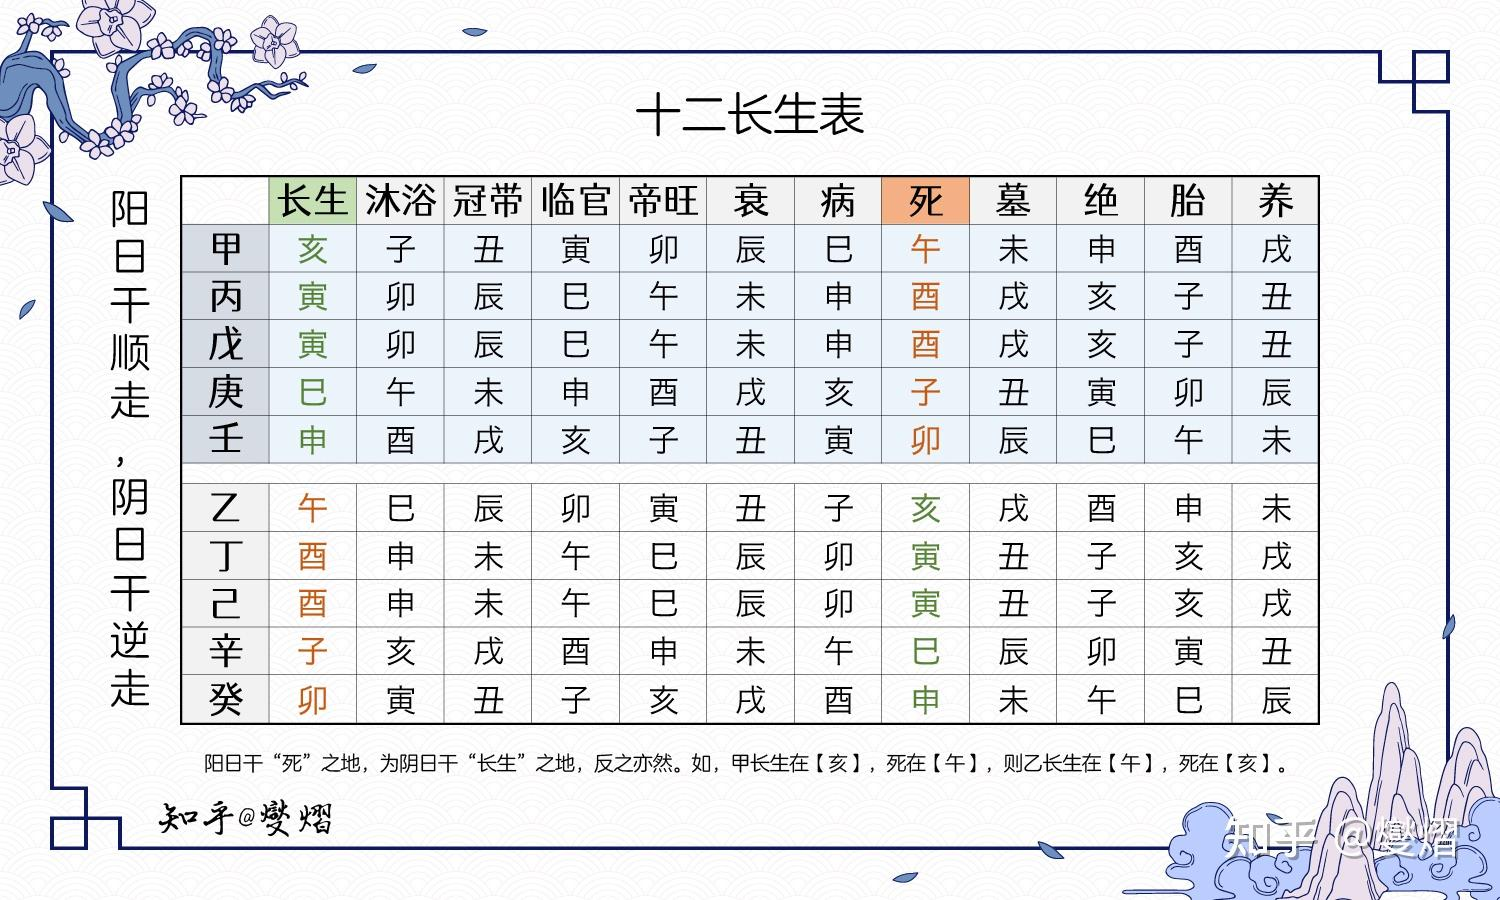 十二长生表
阳日干顺走，阴日干逆走
长生 沐浴 冠带 临官 帝旺 衰 病 死 墓 绝 胎 养
甲 亥 子 丑 寅 卯 辰 巳 午 未 申 酉 戌
丙 寅 卯 辰 巳 午 未 申 酉 戌 亥 子 丑
戊 寅 卯 辰 巳 午 未 申 酉 戌 亥 子 丑
庚 巳 午 未 申 酉 戌 亥 子 丑 寅 卯 辰
壬 申 酉 戌 亥 子 丑 寅 卯 辰 巳 午 未
乙 午 巳 辰 卯 寅 丑 子 亥 戌 酉 申 未
丁 酉 申 未 午 巳 辰 卯 寅 丑 子 亥 戌
己 酉 申 未 午 巳 辰 卯 寅 丑 子 亥 戌
辛 子 亥 戌 酉 申 未 午 巳 辰 卯 寅 丑
癸 卯 寅 丑 子 亥 戌 酉 申 未 午 巳 辰
阳日干“死”之地，为阴日干“长生”之地，反之亦然。如，甲长生在【亥】，死在【午】，则乙长生在【午】，死在【亥】。
知乎@燮熠
知乎 @燮熠